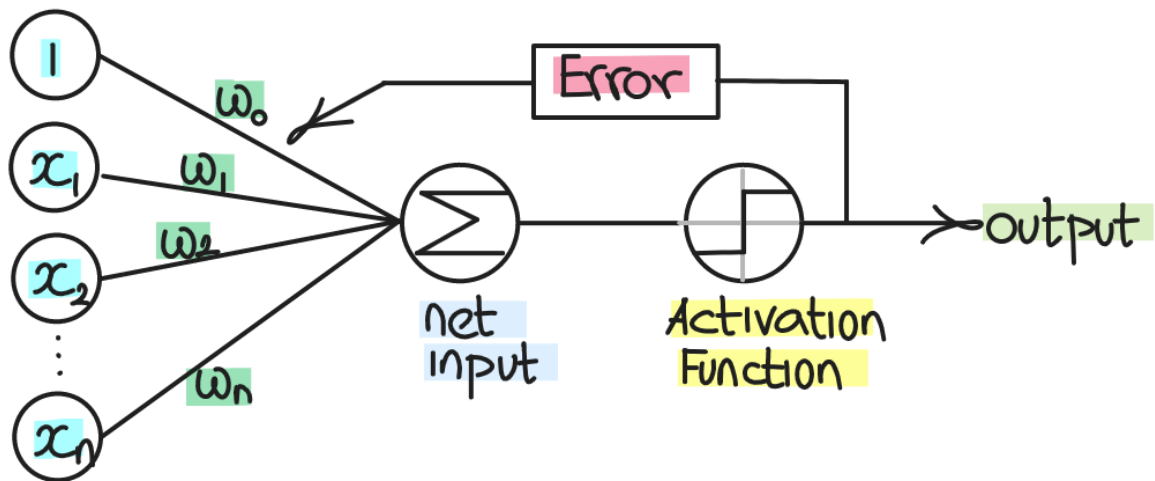 1
Error
ω₀
x₁
ω₁
ω₂
x₂
Σ
output
net
input
Activation
Function
ωn
xn